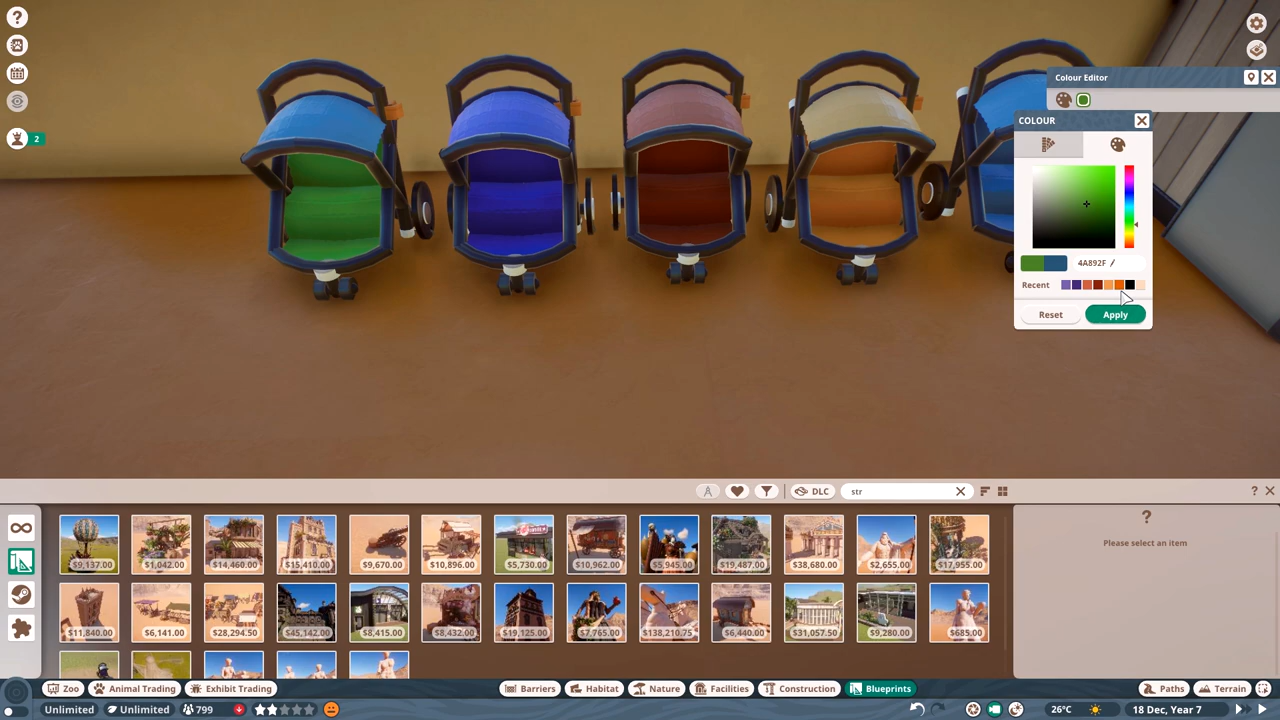 2
Colour Editor
COLOUR
4A892F
Recent
Reset
Apply
DLC
str
?
$9,137.00
$1,042.00
$14,460.00
$15,410.00
$9,670.00
$10,896.00
$5,730.00
$10,962.00
$5,945.00
$19,487.00
$38,680.00
$2,655.00
$17,955.00
Please select an item
$11,840.00
$6,141.00
$28,294.50
$45,142.00
$8,415.00
$8,432.00
$19,125.00
$7,765.00
$138,210.75
$6,440.00
$31,057.50
$9,280.00
$685.00
Zoo
Animal Trading
Exhibit Trading
Barriers
Habitat
Nature
Facilities
Construction
Blueprints
Paths
Terrain
Unlimited
Unlimited
799
26°C
18 Dec, Year 7